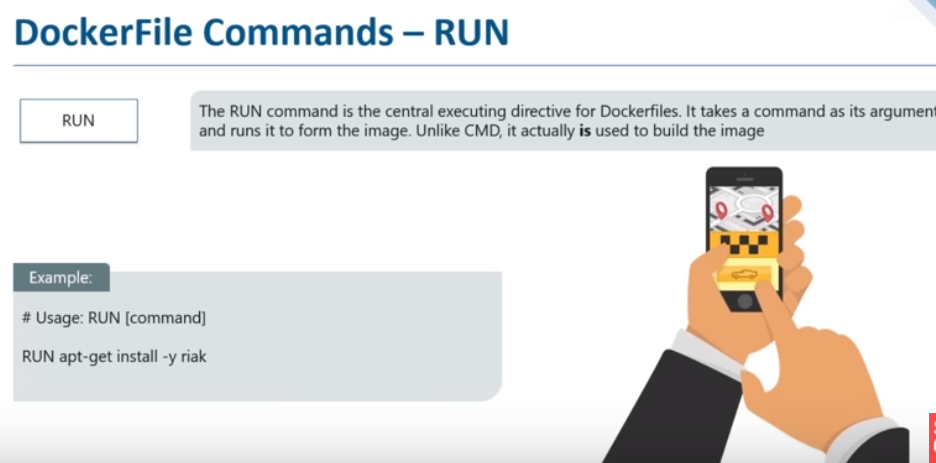 DockerFile Commands – RUN
RUN
The RUN command is the central executing directive for Dockerfiles. It takes a command as its argument
and runs it to form the image. Unlike CMD, it actually is used to build the image
Example:
# Usage: RUN [command]
RUN apt-get install -y riak